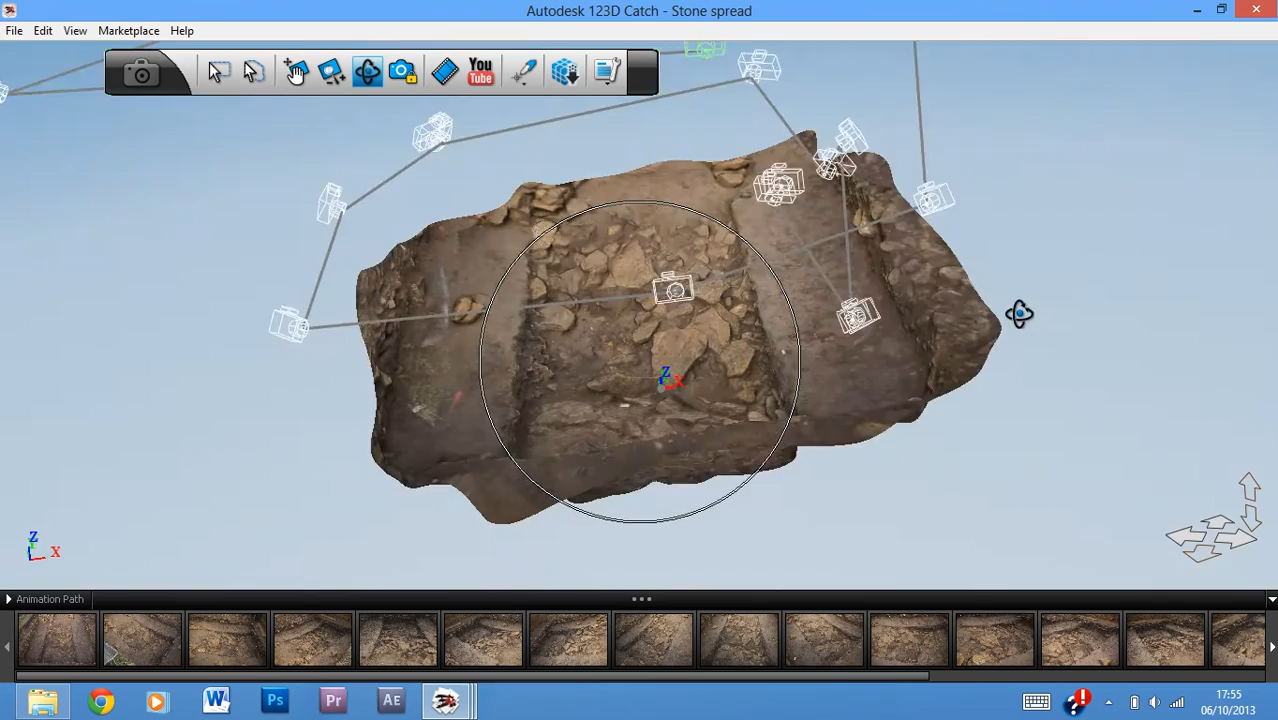 Autodesk 123D Catch - Stone spread
File Edit View Marketplace Help
You
Tube
Z
X
Z
X
Animation Path
W
Ps
Pr
AE
17:55
06/10/2013